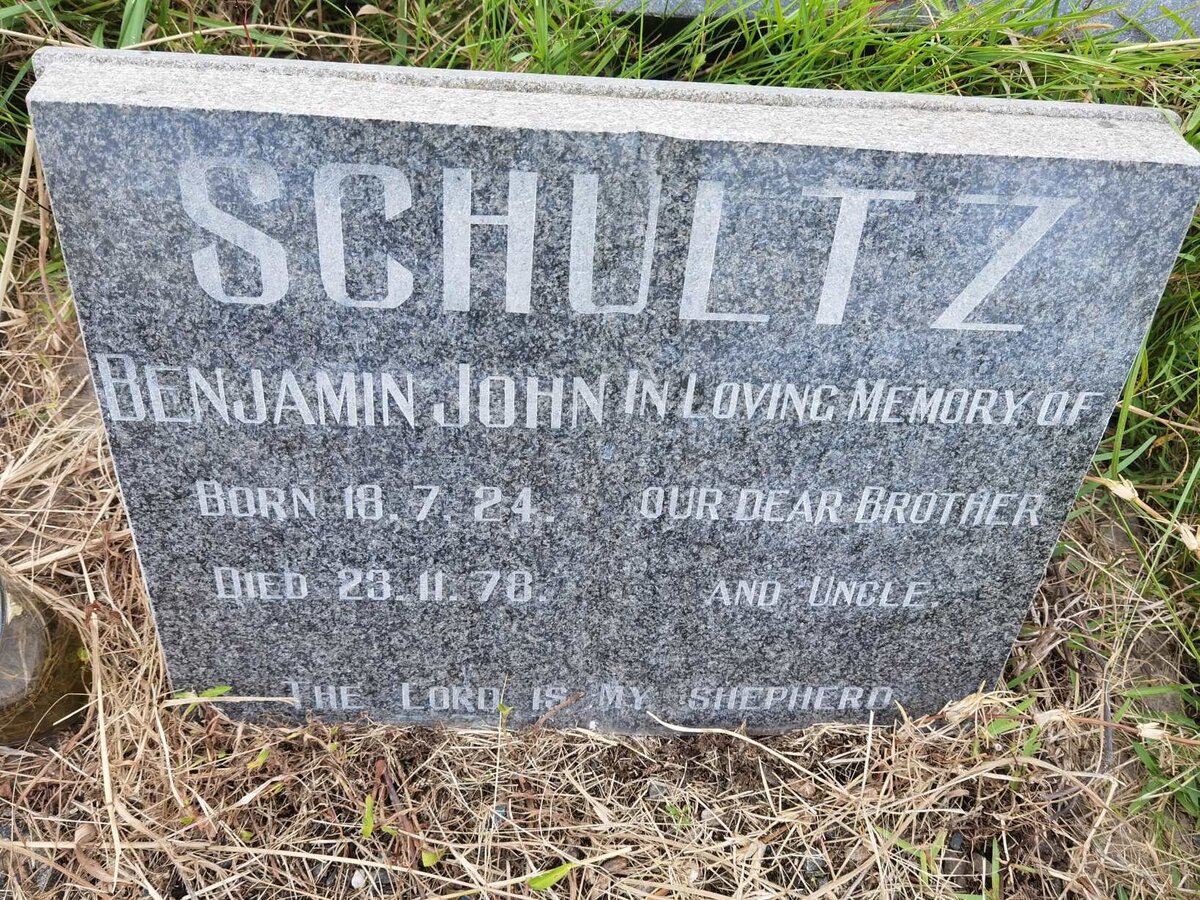 SCHULTZ
BENJAMIN JOHN
BORN 18.7.24.
DIED 23.11.78.
IN LOVING MEMORY OF
OUR DEAR BROTHER
AND UNCLE.
THE LORD IS MY SHEPHERD